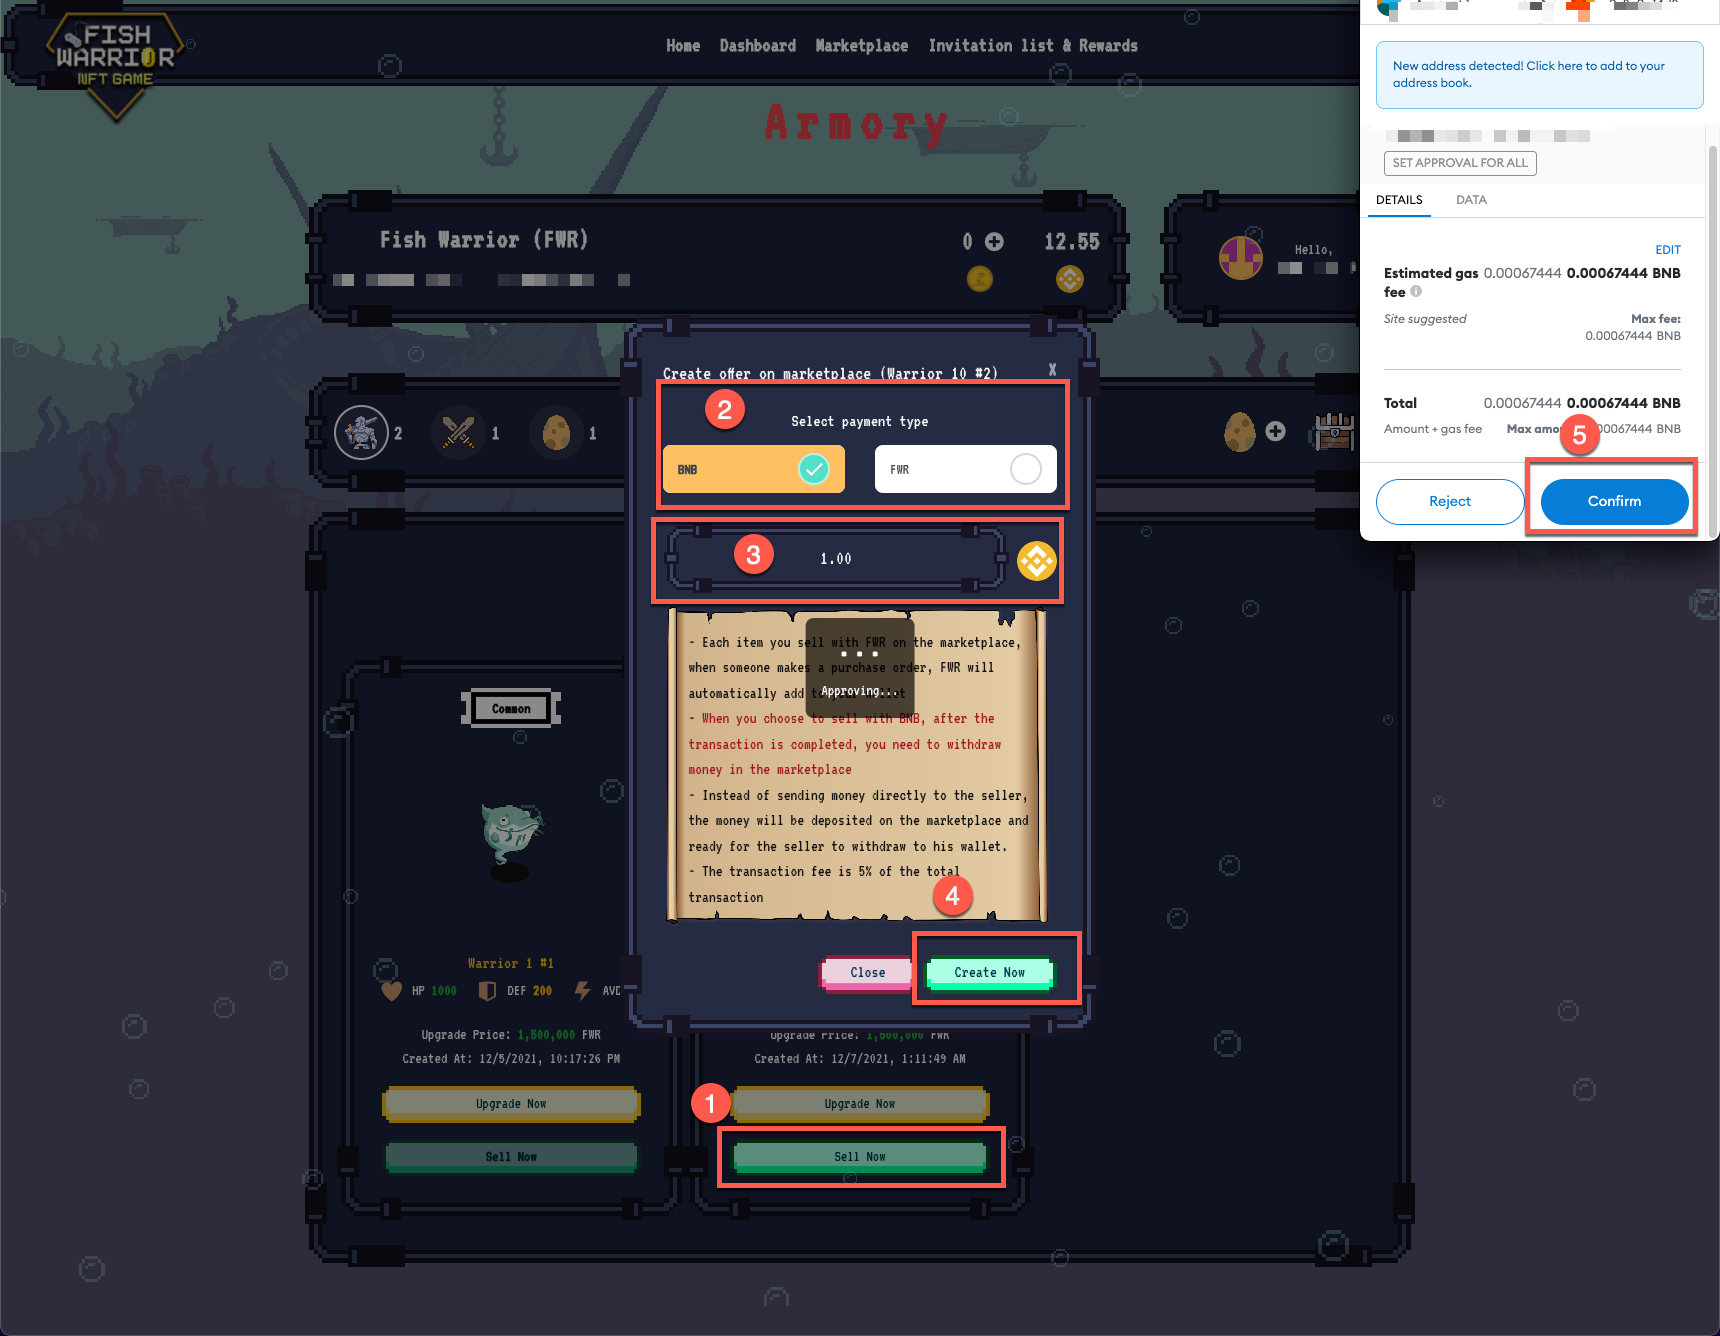 FISH
WARRIOR
NFT GAME
Home Dashboard Marketplace Invitation list & Rewards
Armory
Fish Warrior (FWR)
0 12.55
Hello,
2 1 1
Create offer on marketplace (Warrior 10 #2) X
2
Select payment type
BNB FWR
3
1.00
- Each item you sell with FWR on the marketplace,
when someone makes a purchase order, FWR will
automatically add to your wallet
Approving...
- When you choose to sell with BNB, after the
transaction is completed, you need to withdraw
money in the marketplace
- Instead of sending money directly to the seller,
the money will be deposited on the marketplace and
ready for the seller to withdraw to his wallet.
- The transaction fee is 5% of the total
transaction
4
Close Create Now
Common
Warrior 1 #1
HP 1000 DEF 200 AVD
Upgrade Price: 1,500,000 FWR
Created At: 12/5/2021, 10:17:26 PM
Upgrade Now
Sell Now
Upgrade Price: 1,500,000 FWR
Created At: 12/7/2021, 1:11:49 AM
1
Upgrade Now
Sell Now
New address detected! Click here to add to your
address book.
SET APPROVAL FOR ALL
DETAILS DATA
EDIT
Estimated gas 0.00067444 0.00067444 BNB
fee
Site suggested Max fee:
0.00067444 BNB
Total 0.00067444 0.00067444 BNB
Amount + gas fee Max amo 00067444 BNB
5
Reject Confirm